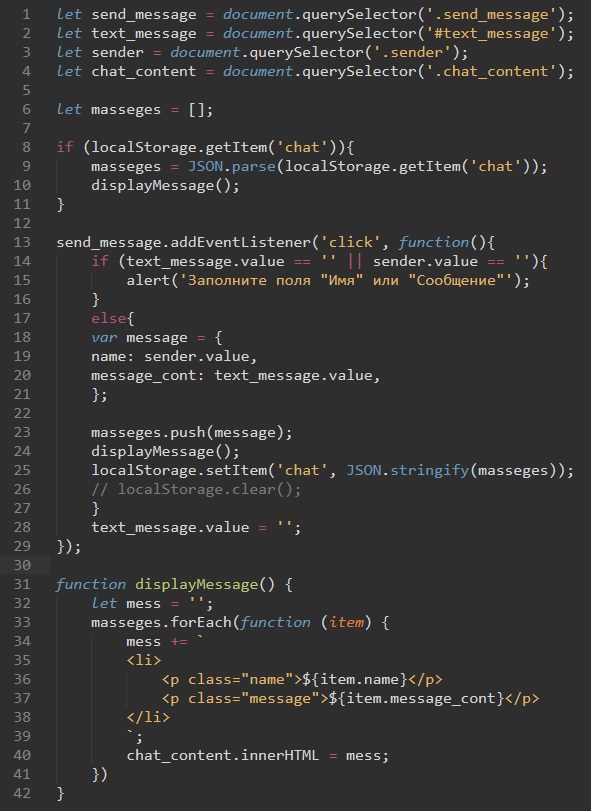 1 let send_message = document.querySelector('.send_message');
2 let text_message = document.querySelector('#text_message');
3 let sender = document.querySelector('.sender');
4 let chat_content = document.querySelector('.chat_content');
5
6 let masseges = [];
7
8 if (localStorage.getItem('chat')){
9     masseges = JSON.parse(localStorage.getItem('chat'));
10     displayMessage();
11 }
12
13 send_message.addEventListener('click', function(){
14     if (text_message.value == '' || sender.value == ''){
15         alert('Заполните поля "Имя" или "Сообщение"');
16     }
17     else{
18     var message = {
19     name: sender.value,
20     message_cont: text_message.value,
21     };
22
23     masseges.push(message);
24     displayMessage();
25     localStorage.setItem('chat', JSON.stringify(masseges));
26     // localStorage.clear();
27     }
28     text_message.value = '';
29 });
30
31 function displayMessage() {
32     let mess = '';
33     masseges.forEach(function (item) {
34         mess += `
35         <li>
36             <p class="name">${item.name}</p>
37             <p class="message">${item.message_cont}</p>
38         </li>
39         `;
40         chat_content.innerHTML = mess;
41     })
42 }